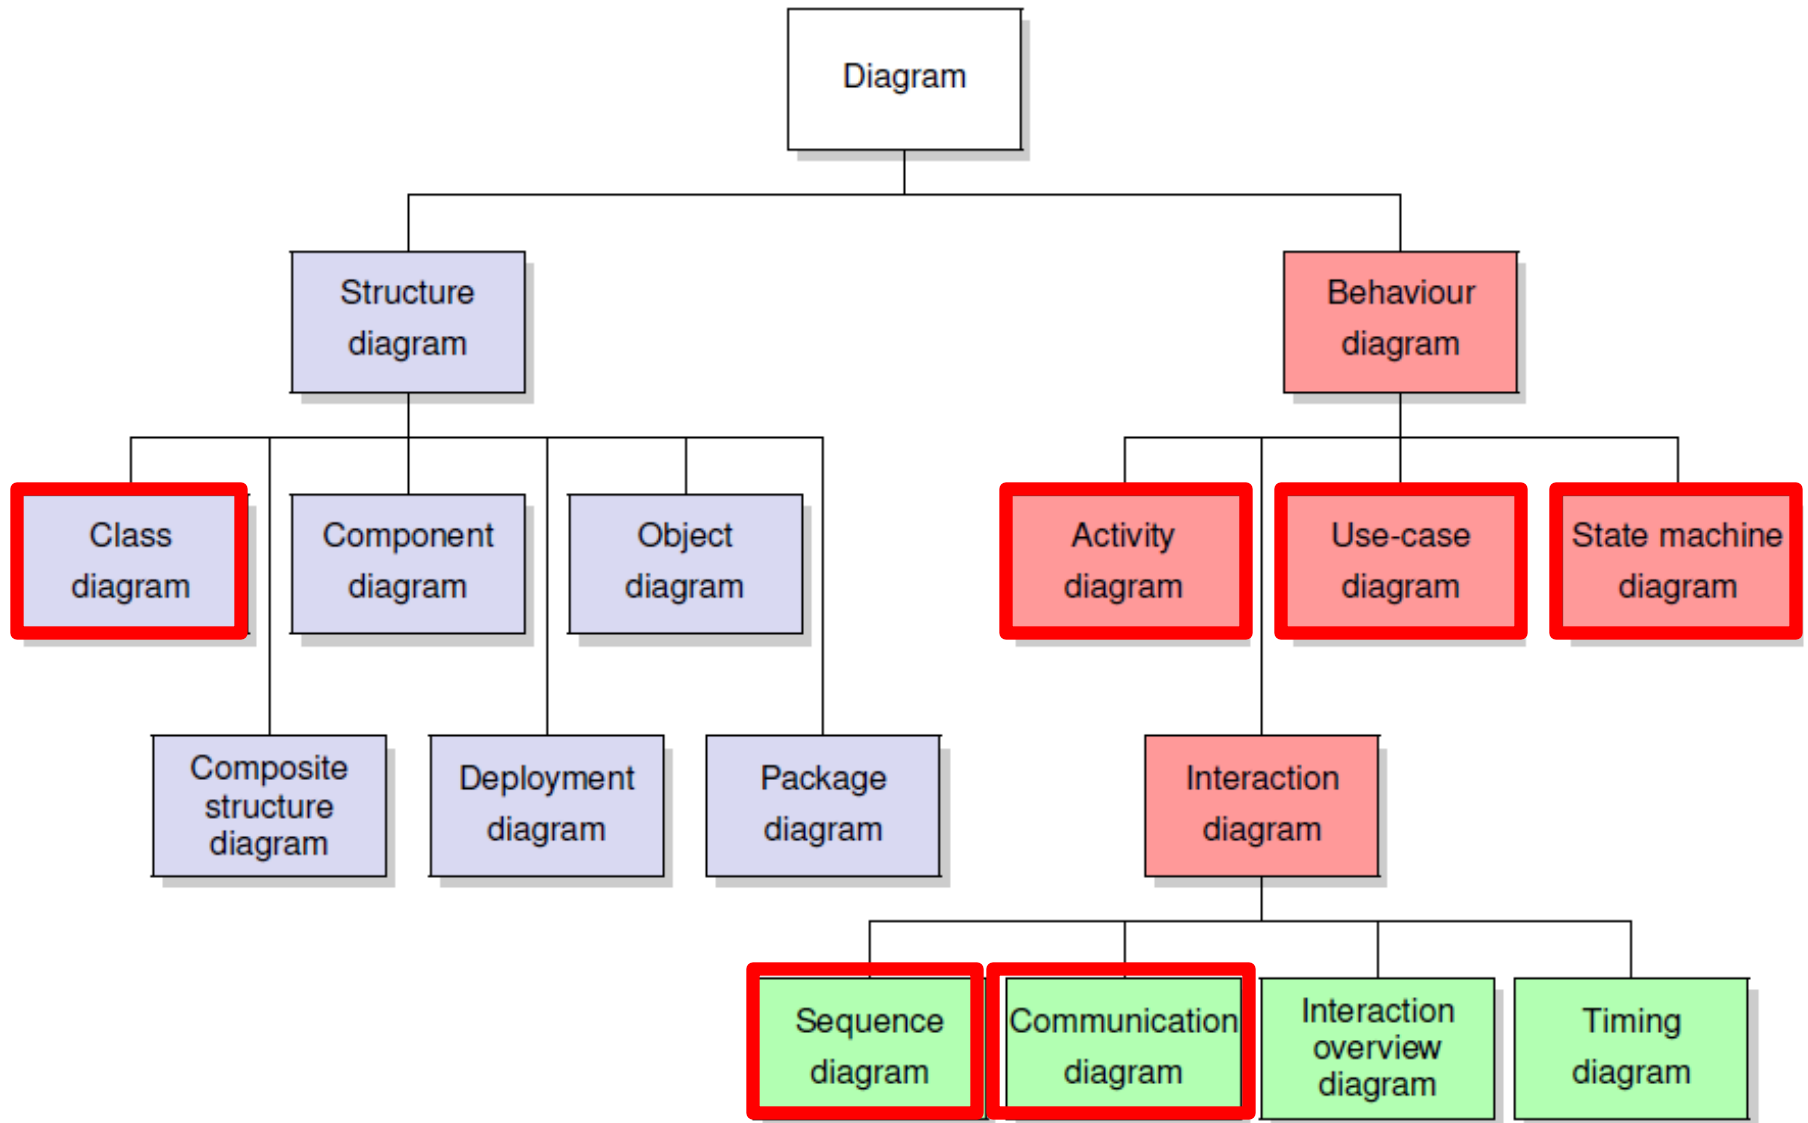 Diagram
Structure
diagram
Behaviour
diagram
Class
diagram
Component
diagram
Object
diagram
Activity
diagram
Use-case
diagram
State machine
diagram
Composite
structure
diagram
Deployment
diagram
Package
diagram
Interaction
diagram
Sequence
diagram
Communication
diagram
Interaction
overview
diagram
Timing
diagram